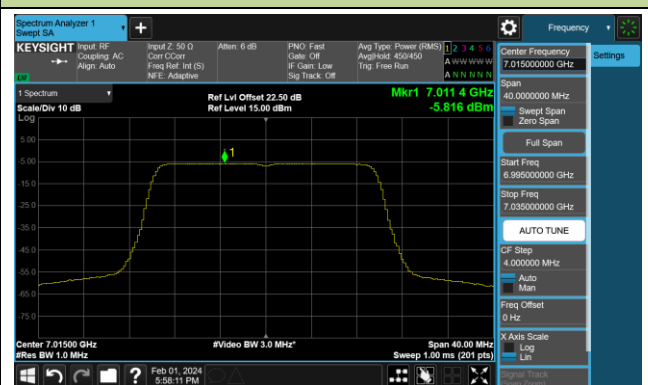 Spectrum Analyzer 1
Swept SA
Frequency
KEYSIGHT
Input: RF
Coupling: AC
Align: Auto
Input Z: 50 Ω
Corr CCorr
Freq Ref: Int (S)
NFE: Adaptive
Atten: 6 dB
PNO: Fast
Gate: Off
IF Gain: Low
Sig Track: Off
Avg Type: Power (RMS)
Avg|Hold: 450/450
Trig: Free Run
1 2 3 4 5 6
A W W W W W
A N N N N N
Center Frequency
7.015000000 GHz
Settings
Span
40.0000000 MHz
Swept Span
Zero Span
Full Span
Start Freq
6.995000000 GHz
Stop Freq
7.035000000 GHz
AUTO TUNE
CF Step
4.000000 MHz
Auto
Man
Freq Offset
0 Hz
X Axis Scale
Log
Lin
Signal Track
(Span Zoom)
1 Spectrum
Scale/Div 10 dB
Ref Lvl Offset 22.50 dB
Ref Level 15.00 dBm
Mkr1 7.011 4 GHz
-5.816 dBm
Log
5.00
-5.00
-15.0
-25.0
-35.0
-45.0
-55.0
-65.0
-75.0
1
Center 7.01500 GHz
#Res BW 1.0 MHz
#Video BW 3.0 MHz*
Span 40.00 MHz
Sweep 1.00 ms (201 pts)
Feb 01, 2024
5:58:11 PM